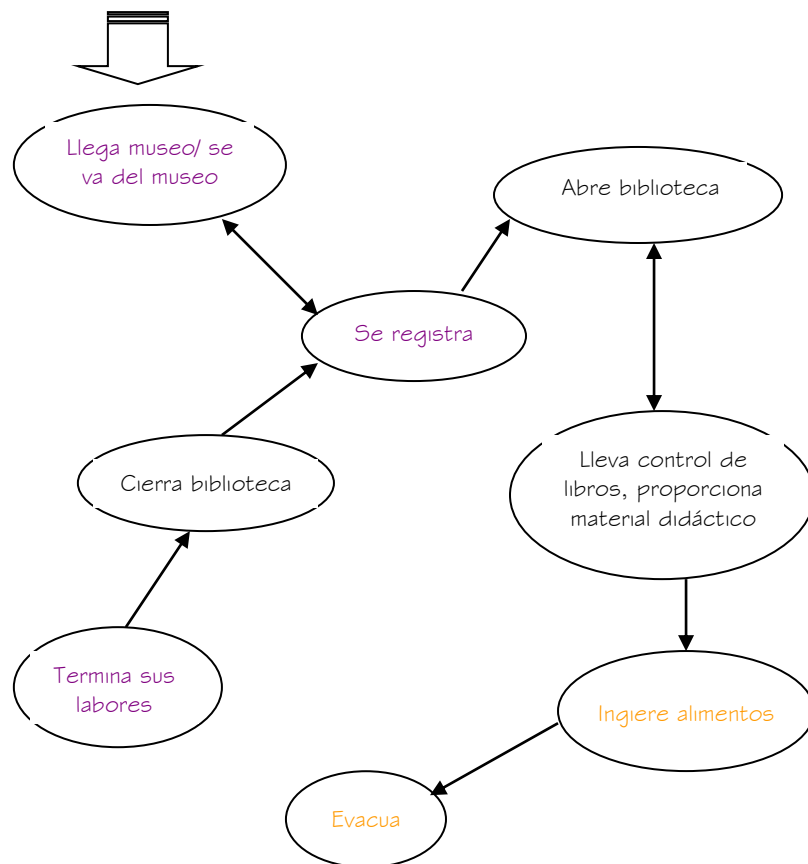 Llega museo/ se
va del museo
Abre biblioteca
Se registra
Lleva control de
libros, proporciona
material didáctico
Cierra biblioteca
Termina sus
labores
Ingiere alimentos
Evacua